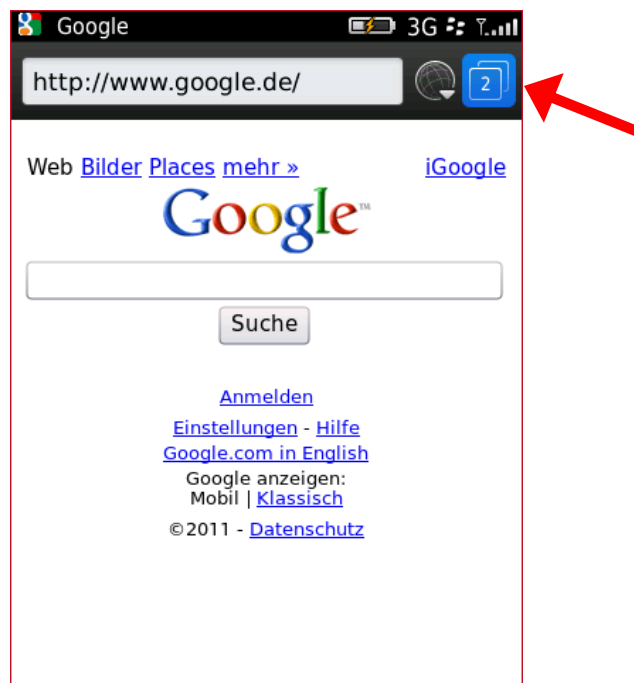 Google 3G
http://www.google.de/ 2
Web Bilder Places mehr » iGoogle
Google™
Suche
Anmelden
Einstellungen - Hilfe
Google.com in English
Google anzeigen:
Mobil | Klassisch
©2011 - Datenschutz